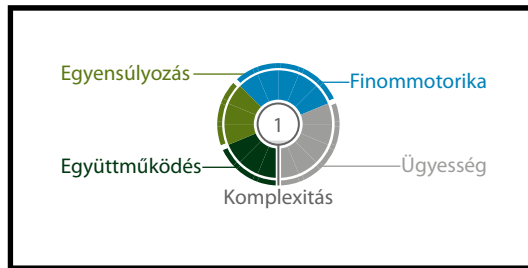 Egyensúlyozás
Finommotorika
1
Együttműködés
Ügyesség
Komplexitás